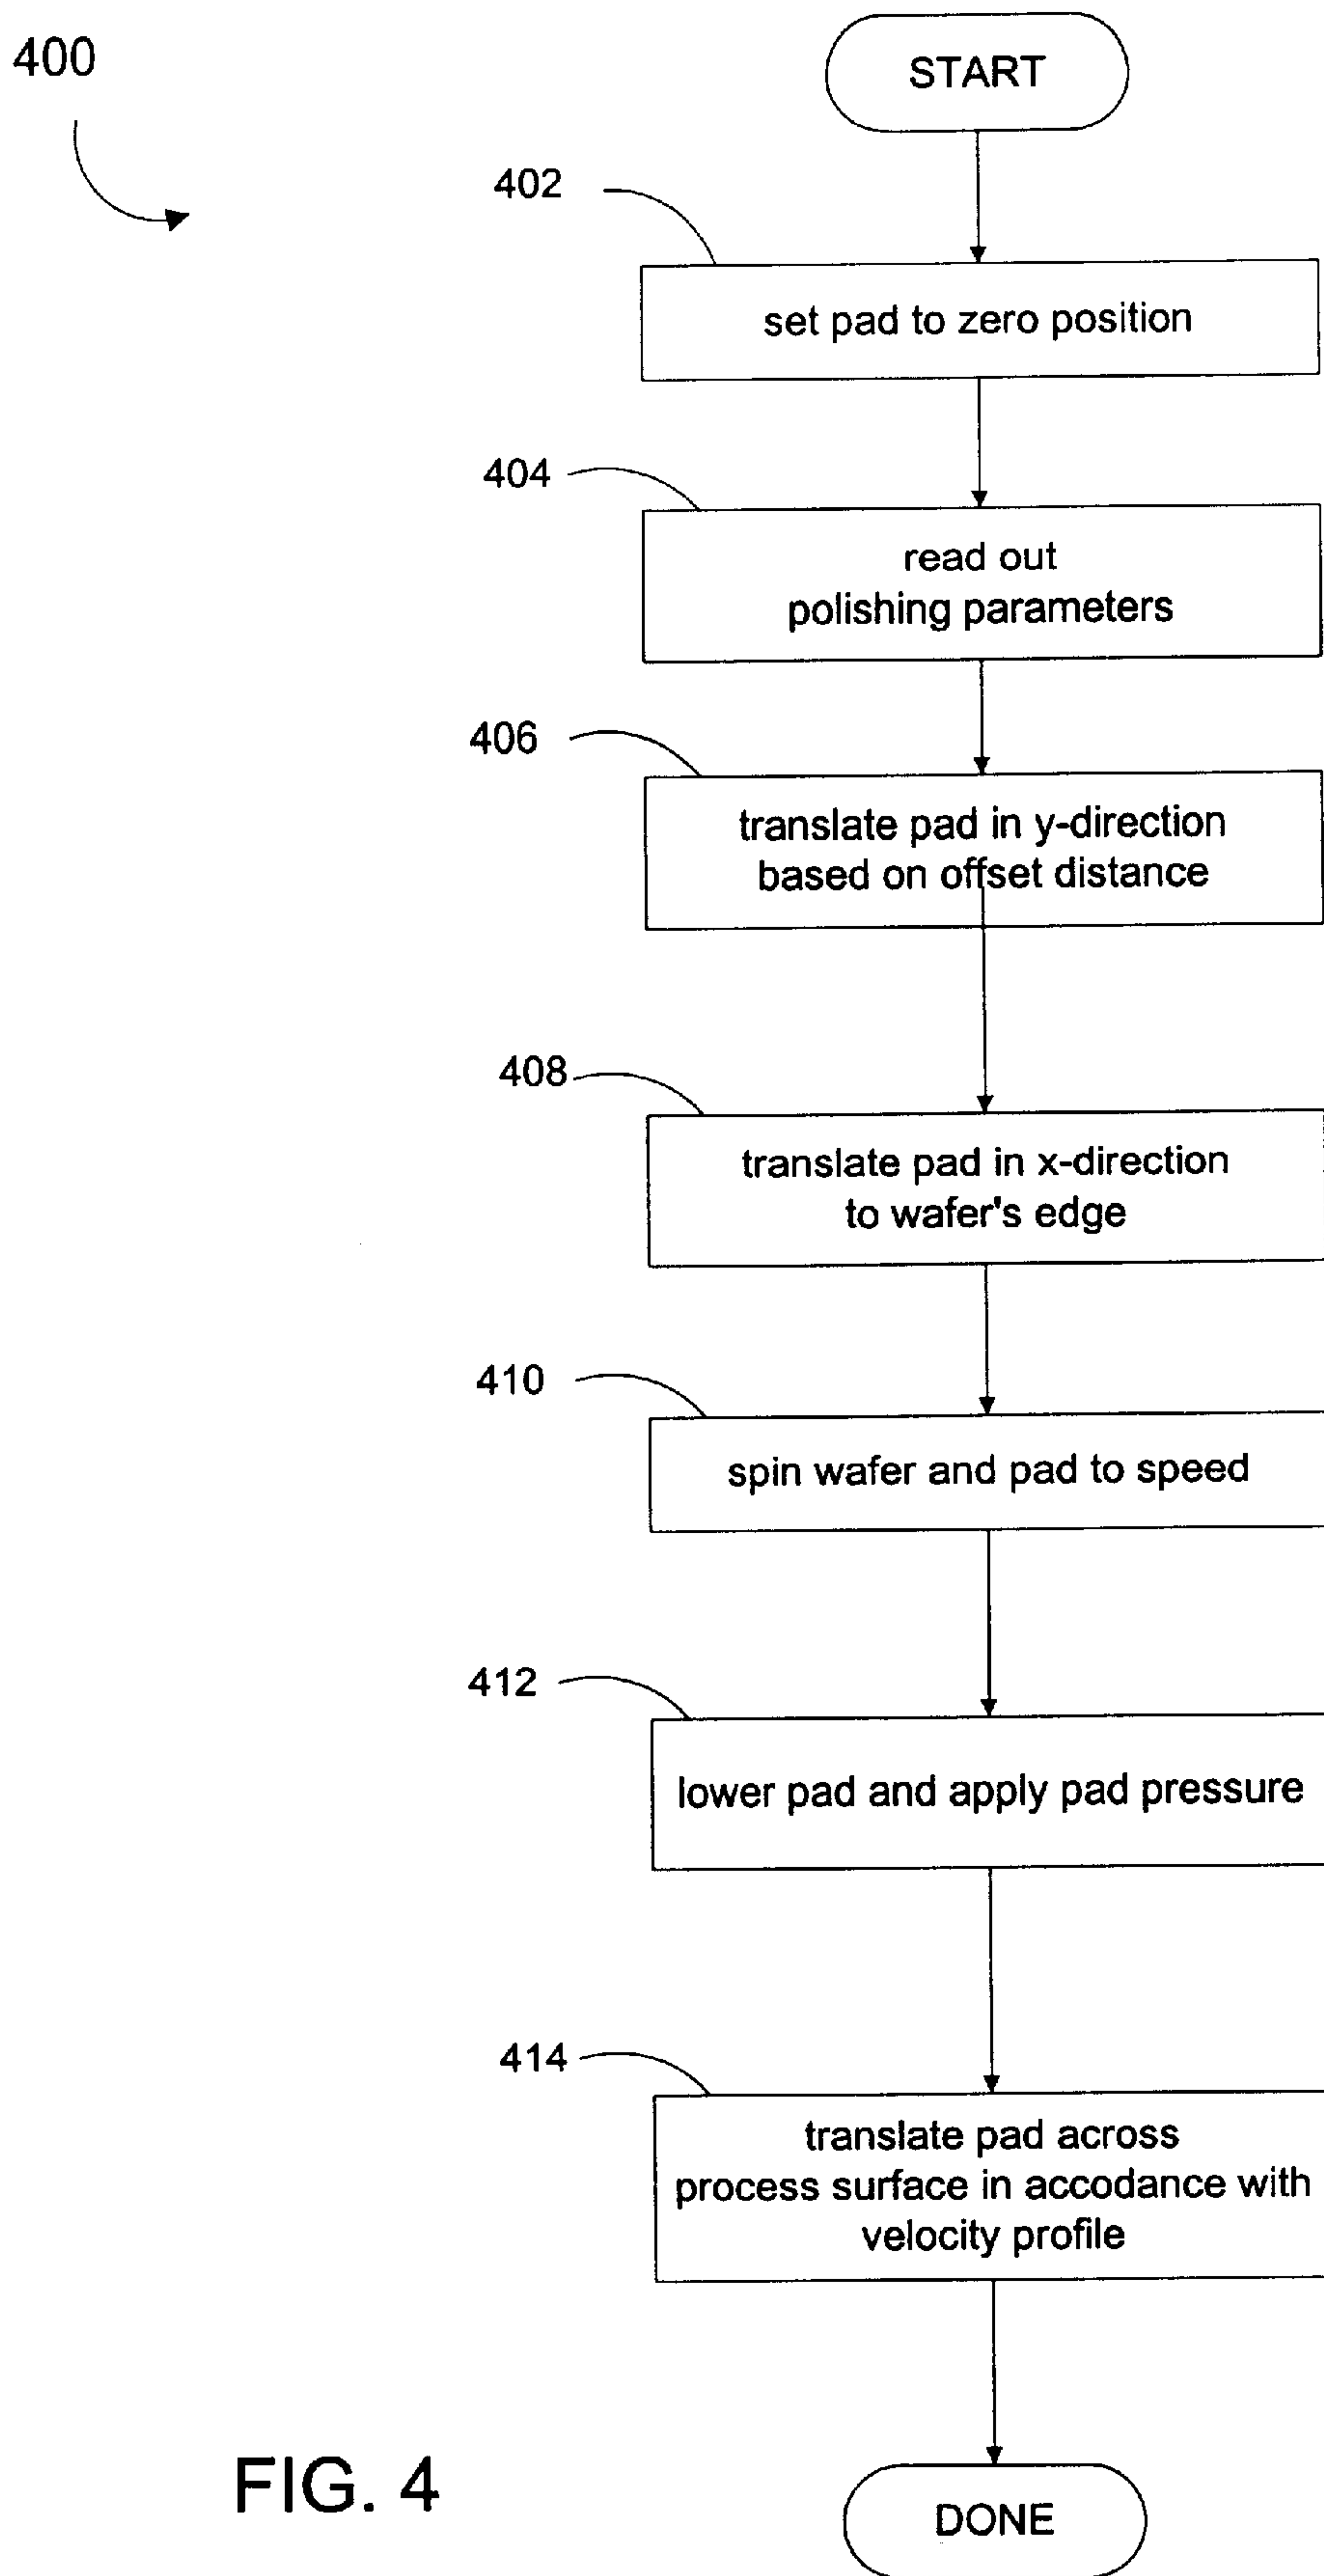 400
START
402
set pad to zero position
404
read out
polishing parameters
406
translate pad in y-direction
based on offset distance
408
translate pad in x-direction
to wafer's edge
410
spin wafer and pad to speed
412
lower pad and apply pad pressure
414
translate pad across
process surface in accodance with
velocity profile
FIG. 4
DONE